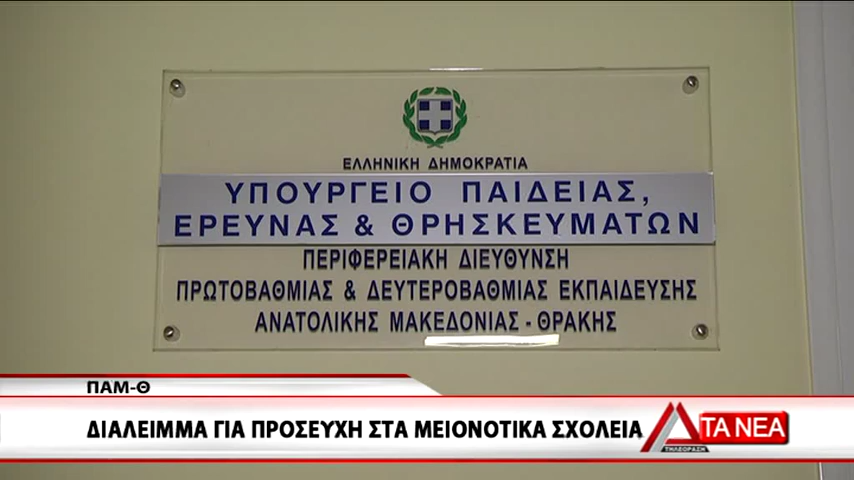 ΕΛΛΗΝΙΚΗ ΔΗΜΟΚΡΑΤΙΑ
ΥΠΟΥΡΓΕΙΟ ΠΑΙΔΕΙΑΣ,
ΕΡΕΥΝΑΣ & ΘΡΗΣΚΕΥΜΑΤΩΝ
ΠΕΡΙΦΕΡΕΙΑΚΗ ΔΙΕΥΘΥΝΣΗ
ΠΡΩΤΟΒΑΘΜΙΑΣ & ΔΕΥΤΕΡΟΒΑΘΜΙΑΣ ΕΚΠΑΙΔΕΥΣΗΣ
ΑΝΑΤΟΛΙΚΗΣ ΜΑΚΕΔΟΝΙΑΣ - ΘΡΑΚΗΣ
ΠΑΜ-Θ
ΔΙΑΛΕΙΜΜΑ ΓΙΑ ΠΡΟΣΕΥΧΗ ΣΤΑ ΜΕΙΟΝΟΤΙΚΑ ΣΧΟΛΕΙΑ
ΤΑ ΝΕΑ
ΤΗΛΕΟΡΑΣΗ